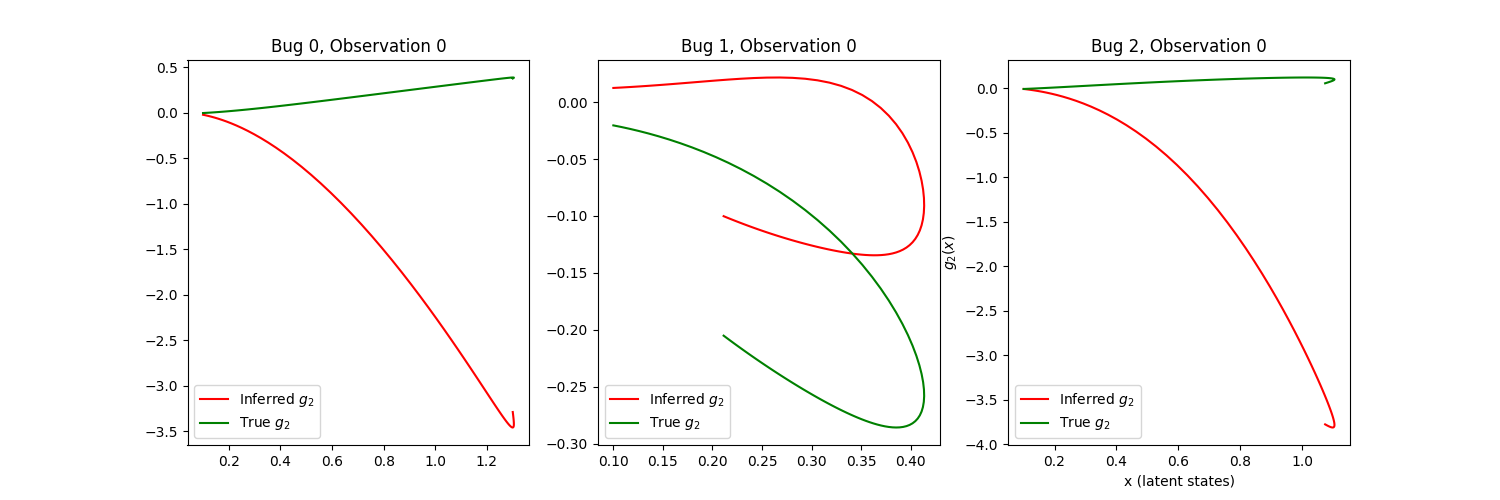 Bug 0, Observation 0
0.5
0.0
−0.5
−1.0
−1.5
−2.0
−2.5
−3.0
−3.5
0.2 0.4 0.6 0.8 1.0 1.2
Inferred g₂
True g₂
Bug 1, Observation 0
0.00
−0.05
−0.10
−0.15
−0.20
−0.25
−0.30
0.10 0.15 0.20 0.25 0.30 0.35 0.40
Inferred g₂
True g₂
Bug 2, Observation 0
g₂(x)
0.0
−0.5
−1.0
−1.5
−2.0
−2.5
−3.0
−3.5
−4.0
0.2 0.4 0.6 0.8 1.0
x (latent states)
Inferred g₂
True g₂